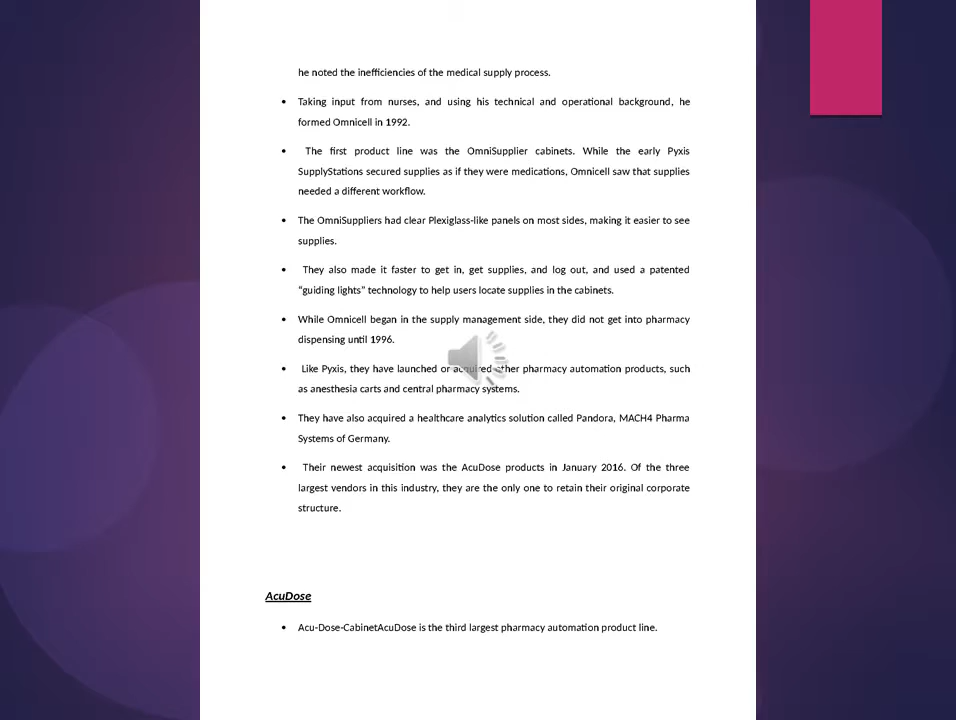 he noted the inefficiencies of the medical supply process.
• Taking input from nurses, and using his technical and operational background, he
formed Omnicell in 1992.
• The first product line was the OmniSupplier cabinets. While the early Pyxis
SupplyStations secured supplies as if they were medications, Omnicell saw that supplies
needed a different workflow.
• The OmniSuppliers had clear Plexiglass-like panels on most sides, making it easier to see
supplies.
• They also made it faster to get in, get supplies, and log out, and used a patented
“guiding lights” technology to help users locate supplies in the cabinets.
• While Omnicell began in the supply management side, they did not get into pharmacy
dispensing until 1996.
• Like Pyxis, they have launched or acquired other pharmacy automation products, such
as anesthesia carts and central pharmacy systems.
• They have also acquired a healthcare analytics solution called Pandora, MACH4 Pharma
Systems of Germany.
• Their newest acquisition was the AcuDose products in January 2016. Of the three
largest vendors in this industry, they are the only one to retain their original corporate
structure.
AcuDose
• Acu-Dose-CabinetAcuDose is the third largest pharmacy automation product line.